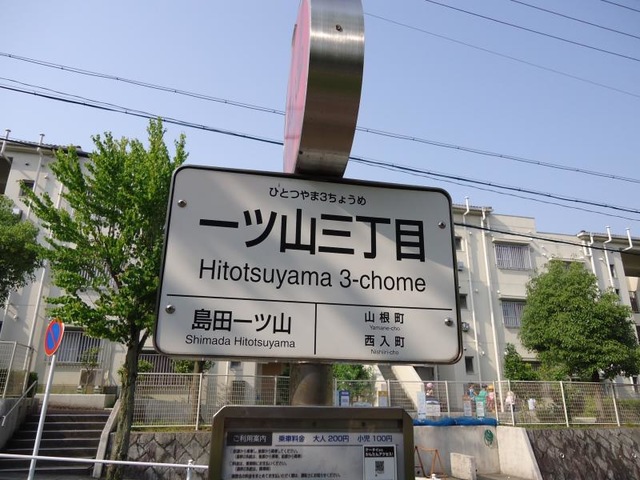 ひとつやま3ちょうめ
一ツ山三丁目
Hitotsuyama 3-chome
島田一ツ山
Shimada Hitotsuyama
山根町
Yamane-cho
西入町
Nishiiri-cho
ご利用案内
乗車料金 大人200円 小児100円